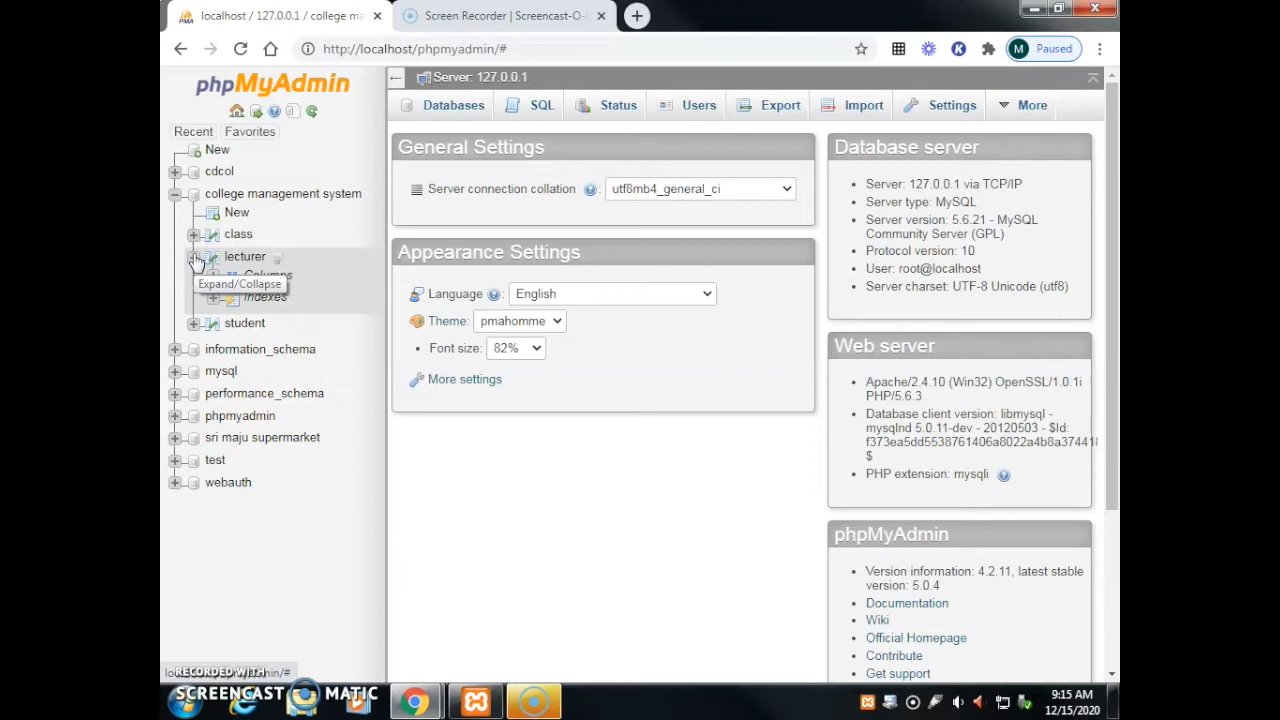 localhost / 127.0.0.1 / college ma
Screen Recorder | Screencast-O-
http://localhost/phpmyadmin/#
M
Paused
phpMyAdmin
Recent Favorites
New
cdcol
college management system
New
class
lecturer
Columns
Expand/Collapse
Indexes
student
information_schema
mysql
performance_schema
phpmyadmin
sri maju supermarket
test
webauth
Server: 127.0.0.1
Databases SQL Status Users Export Import Settings More
General Settings
Server connection collation : utf8mb4_general_ci
Appearance Settings
Language : English
Theme: pmahomme
Font size: 82%
More settings
Database server
Server: 127.0.0.1 via TCP/IP
Server type: MySQL
Server version: 5.6.21 - MySQL
Community Server (GPL)
Protocol version: 10
User: root@localhost
Server charset: UTF-8 Unicode (utf8)
Web server
Apache/2.4.10 (Win32) OpenSSL/1.0.1i
PHP/5.6.3
Database client version: libmysql -
mysqlnd 5.0.11-dev - 20120503 - $Id:
f373ea5dd5538761406a8022a4b8a374418
$
PHP extension: mysqli
phpMyAdmin
Version information: 4.2.11, latest stable
version: 5.0.4
Documentation
Wiki
Official Homepage
Contribute
Get support
RECORDED WITH
SCREENCAST MATIC
9:15 AM
12/15/2020